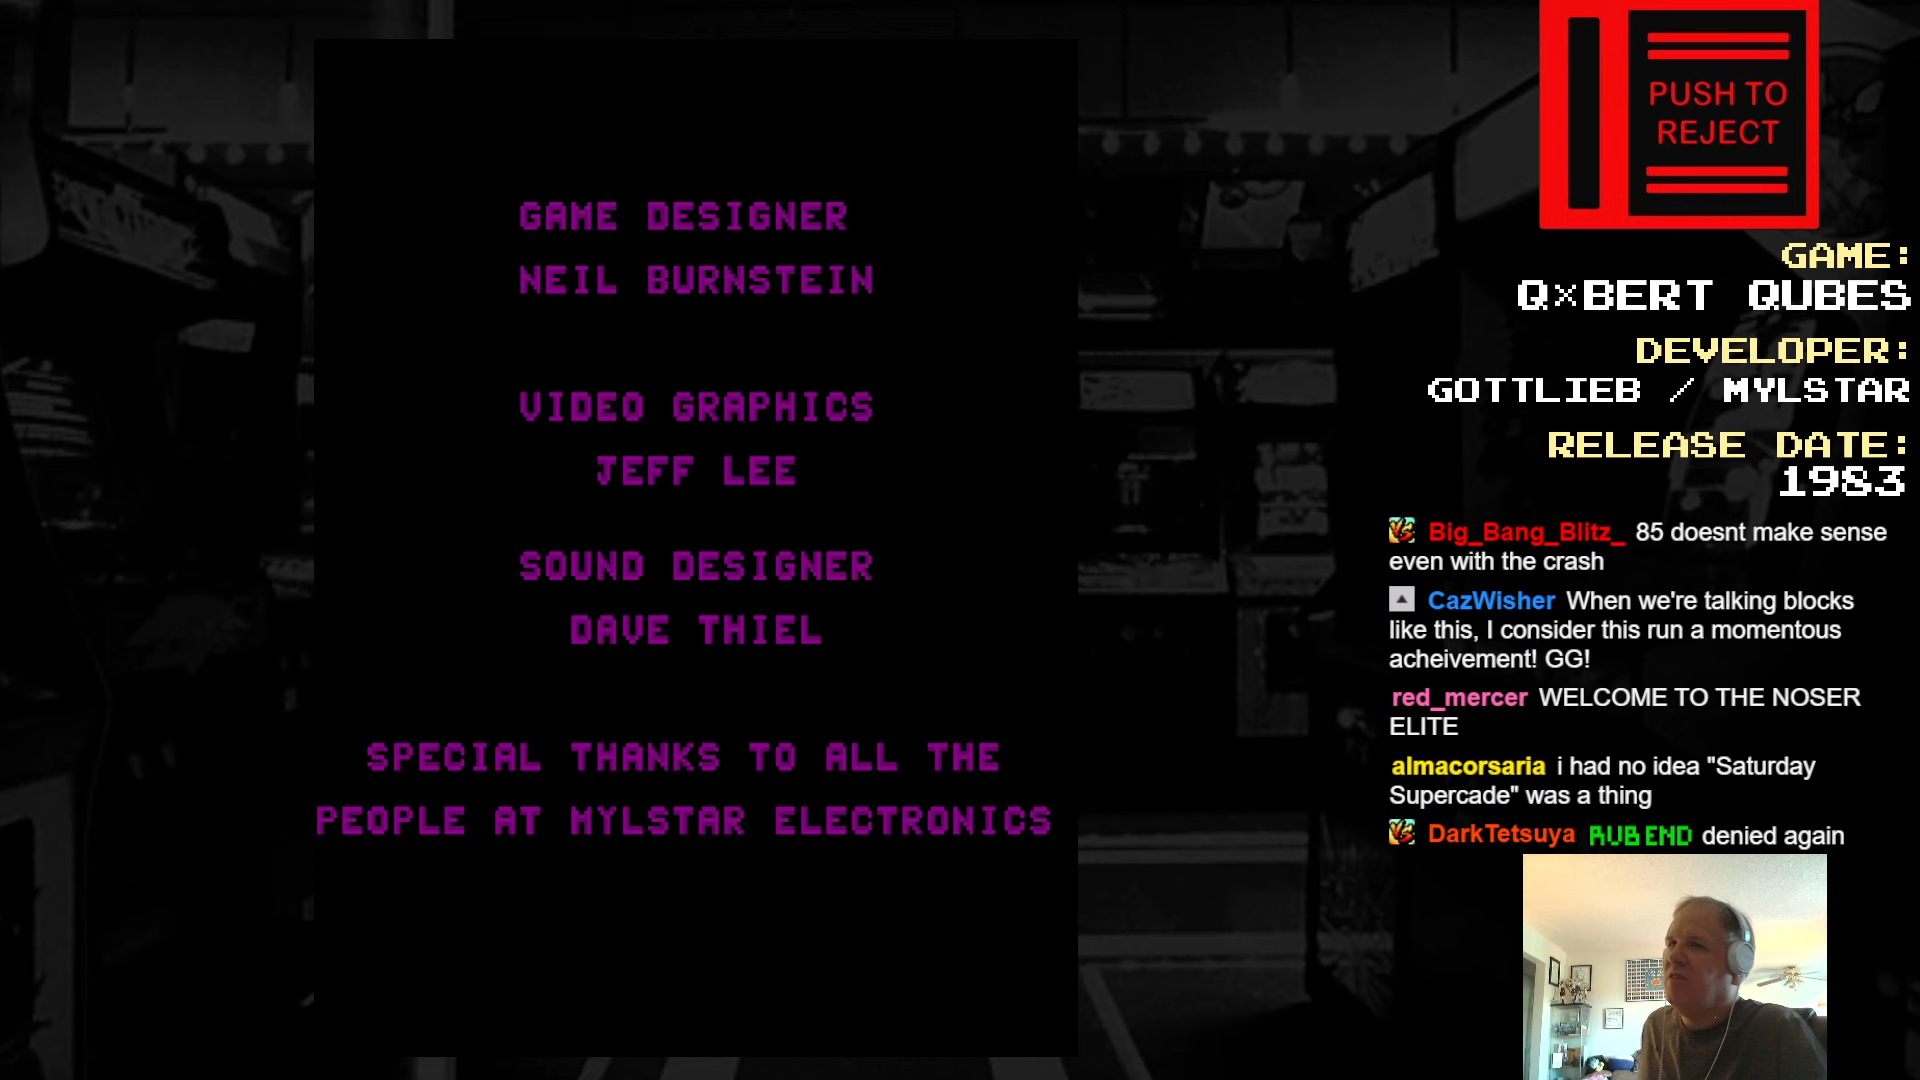 GAME DESIGNER
NEIL BURNSTEIN
VIDEO GRAPHICS
JEFF LEE
SOUND DESIGNER
DAVE THIEL
SPECIAL THANKS TO ALL THE
PEOPLE AT MYLSTAR ELECTRONICS
PUSH TO
REJECT
GAME:
Q×BERT QUBES
DEVELOPER:
GOTTLIEB / MYLSTAR
RELEASE DATE:
1983
Big_Bang_Blitz_ 85 doesnt make sense
even with the crash
CazWisher When we're talking blocks
like this, I consider this run a momentous
acheivement! GG!
red_mercer WELCOME TO THE NOSER
ELITE
almacorsaria i had no idea "Saturday
Supercade" was a thing
DarkTetsuya RUB END denied again